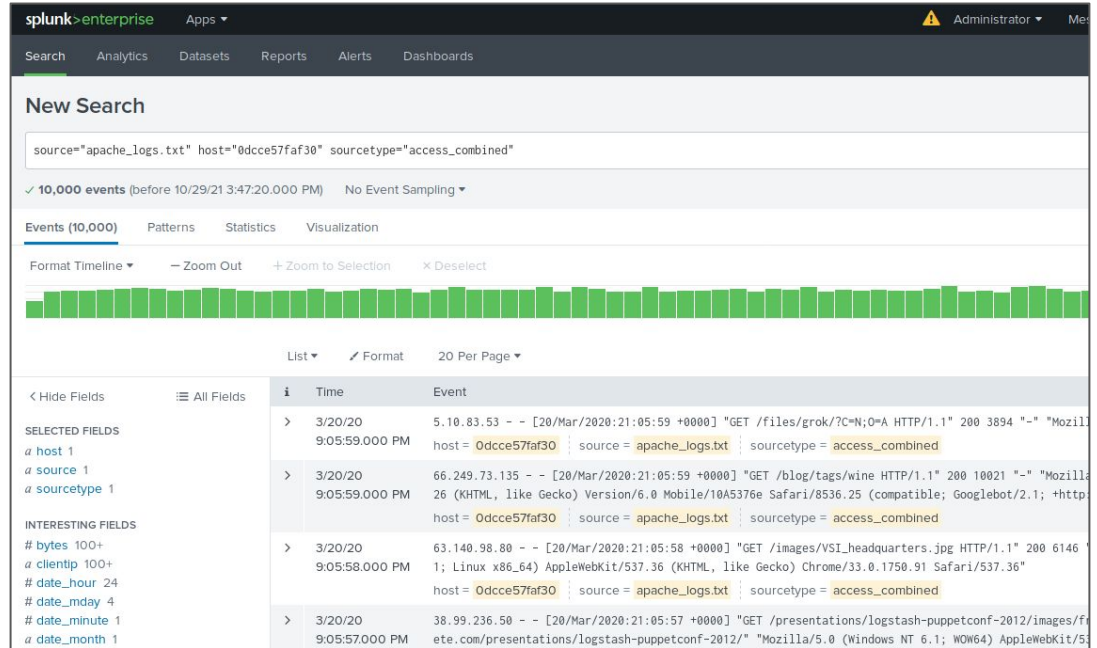 splunk>enterprise Apps Administrator
Search Analytics Datasets Reports Alerts Dashboards
New Search
source="apache_logs.txt" host="0dcce57faf30" sourcetype="access_combined"
✓ 10,000 events (before 10/29/21 3:47:20.000 PM) No Event Sampling
Events (10,000) Patterns Statistics Visualization
Format Timeline — Zoom Out + Zoom to Selection × Deselect
List Format 20 Per Page
< Hide Fields All Fields i Time Event
SELECTED FIELDS
a host 1
a source 1
a sourcetype 1
INTERESTING FIELDS
# bytes 100+
a clientip 100+
# date_hour 24
# date_mday 4
# date_minute 1
a date_month 1
> 3/20/20 5.10.83.53 - - [20/Mar/2020:21:05:59 +0000] "GET /files/grok/?C=N;O=A HTTP/1.1" 200 3894 "-"
9:05:59.000 PM host = 0dcce57faf30 source = apache_logs.txt sourcetype = access_combined
> 3/20/20 66.249.73.135 - - [20/Mar/2020:21:05:59 +0000] "GET /blog/tags/wine HTTP/1.1" 200 10021 "-" "Mozilla
9:05:59.000 PM 26 (KHTML, like Gecko) Version/6.0 Mobile/10A5376e Safari/8536.25 (compatible; Googlebot/2.1; +http:
host = 0dcce57faf30 source = apache_logs.txt sourcetype = access_combined
> 3/20/20 63.140.98.80 - - [20/Mar/2020:21:05:58 +0000] "GET /images/VSI_headquarters.jpg HTTP/1.1" 200 6146 "
9:05:58.000 PM 1; Linux x86_64) AppleWebKit/537.36 (KHTML, like Gecko) Chrome/33.0.1750.91 Safari/537.36"
host = 0dcce57faf30 source = apache_logs.txt sourcetype = access_combined
> 3/20/20 38.99.236.50 - - [20/Mar/2020:21:05:57 +0000] "GET /presentations/logstash-puppetconf-2012/images/
9:05:57.000 PM ete.com/presentations/logstash-puppetconf-2012/" "Mozilla/5.0 (Windows NT 6.1; WOW64) AppleWebKit/